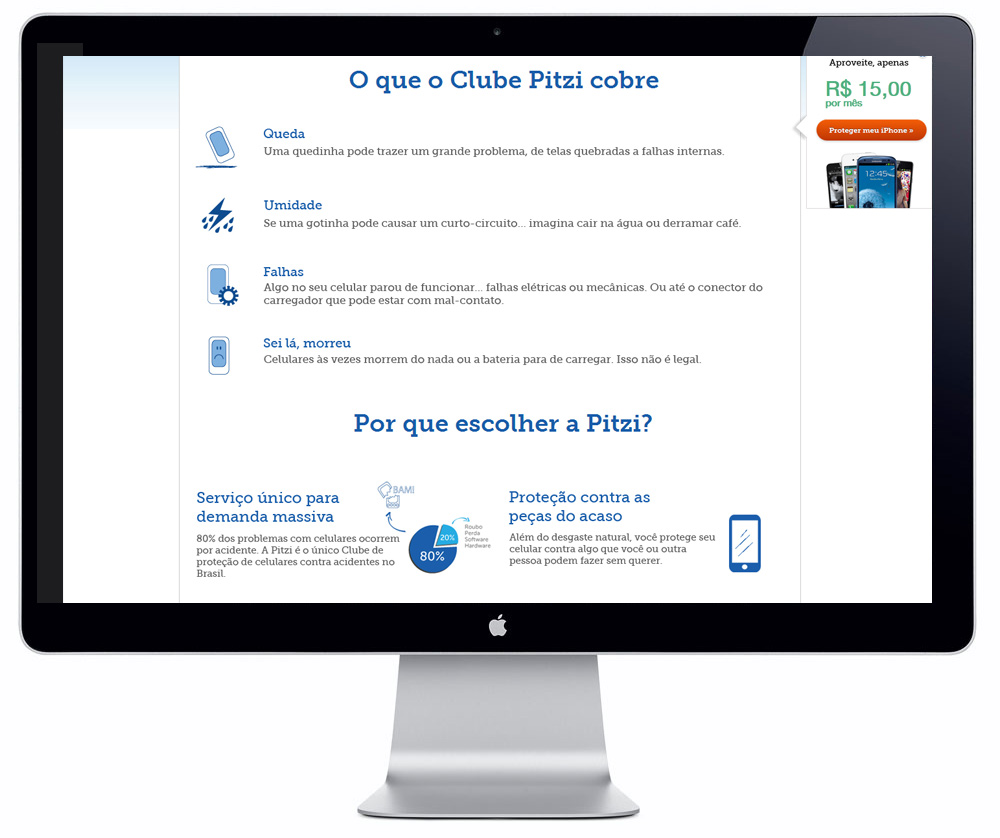 O que o Clube Pitzi cobre
Queda
Uma quedinha pode trazer um grande problema, de telas quebradas a falhas internas.
Umidade
Se uma gotinha pode causar um curto-circuito... imagina cair na água ou derramar café.
Falhas
Algo no seu celular parou de funcionar... falhas elétricas ou mecânicas. Ou até o conector do
carregador que pode estar com mal-contato.
Sei lá, morreu
Celulares às vezes morrem do nada ou a bateria para de carregar. Isso não é legal.
Aproveite, apenas
R$ 15,00
por mês
Proteger meu iPhone »
12:45
Por que escolher a Pitzi?
Serviço único para
demanda massiva
80% dos problemas com celulares ocorrem
por acidente. A Pitzi é o único Clube de
proteção de celulares contra acidentes no
Brasil.
BAM!
80%
20%
Roubo
Perda
Software
Hardware
Proteção contra as
peças do acaso
Além do desgaste natural, você protege seu
celular contra algo que você ou outra
pessoa podem fazer sem querer.